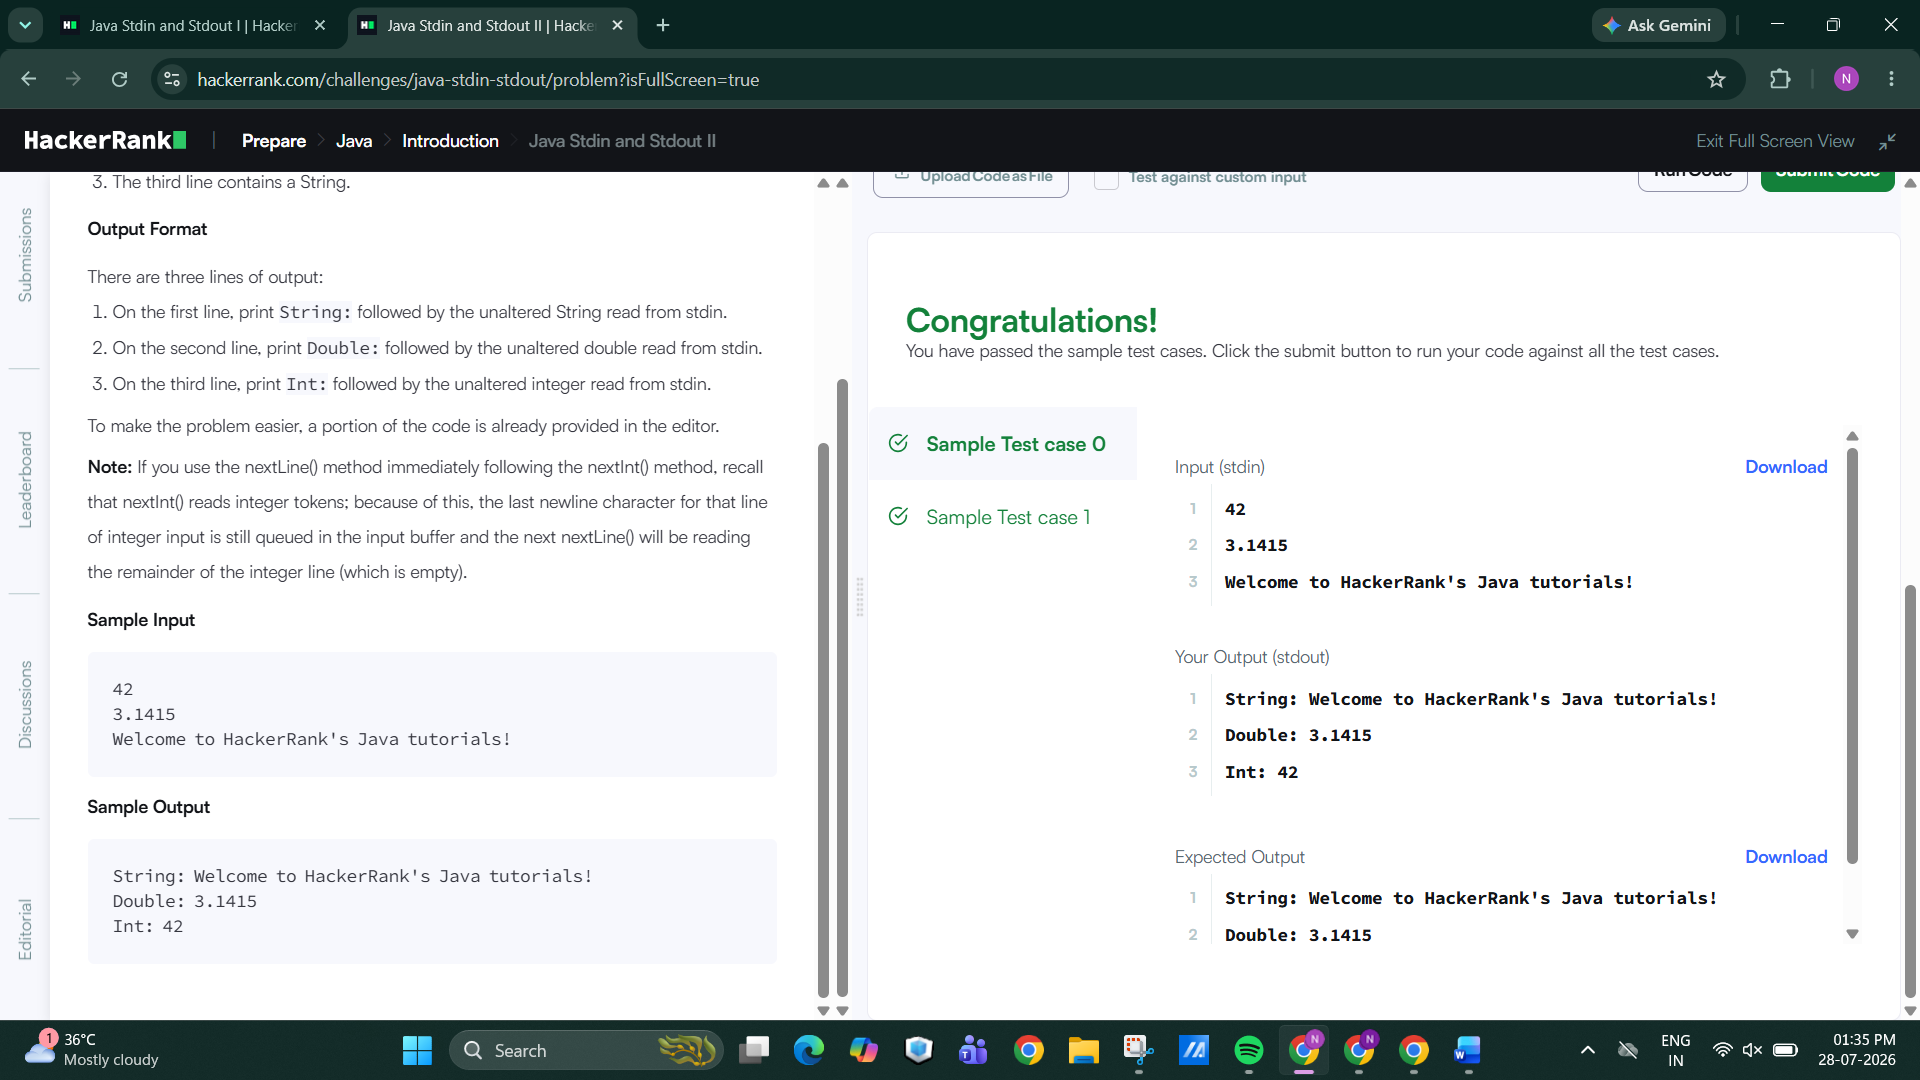 Java Stdin and Stdout I | Hacker
Java Stdin and Stdout II | Hacke
Ask Gemini
hackerrank.com/challenges/java-stdin-stdout/problem?isFullScreen=true
N
HackerRank
Prepare
Java
Introduction
Java Stdin and Stdout II
Exit Full Screen View
Submissions
Leaderboard
Discussions
Editorial
3. The third line contains a String.
Output Format
There are three lines of output:
1. On the first line, print String: followed by the unaltered String read from stdin.
2. On the second line, print Double: followed by the unaltered double read from stdin.
3. On the third line, print Int: followed by the unaltered integer read from stdin.
To make the problem easier, a portion of the code is already provided in the editor.
Note: If you use the nextLine() method immediately following the nextInt() method, recall
that nextInt() reads integer tokens; because of this, the last newline character for that line
of integer input is still queued in the input buffer and the next nextLine() will be reading
the remainder of the integer line (which is empty).
Sample Input
42
3.1415
Welcome to HackerRank's Java tutorials!
Sample Output
String: Welcome to HackerRank's Java tutorials!
Double: 3.1415
Int: 42
Upload Code as File
Test against custom input
Run Code
Submit Code
Congratulations!
You have passed the sample test cases. Click the submit button to run your code against all the test cases.
Sample Test case 0
Sample Test case 1
Input (stdin)
Download
1 42
2 3.1415
3 Welcome to HackerRank's Java tutorials!
Your Output (stdout)
1 String: Welcome to HackerRank's Java tutorials!
2 Double: 3.1415
3 Int: 42
Expected Output
Download
1 String: Welcome to HackerRank's Java tutorials!
2 Double: 3.1415
1
36°C
Mostly cloudy
Search
ENG
IN
01:35 PM
28-07-2026